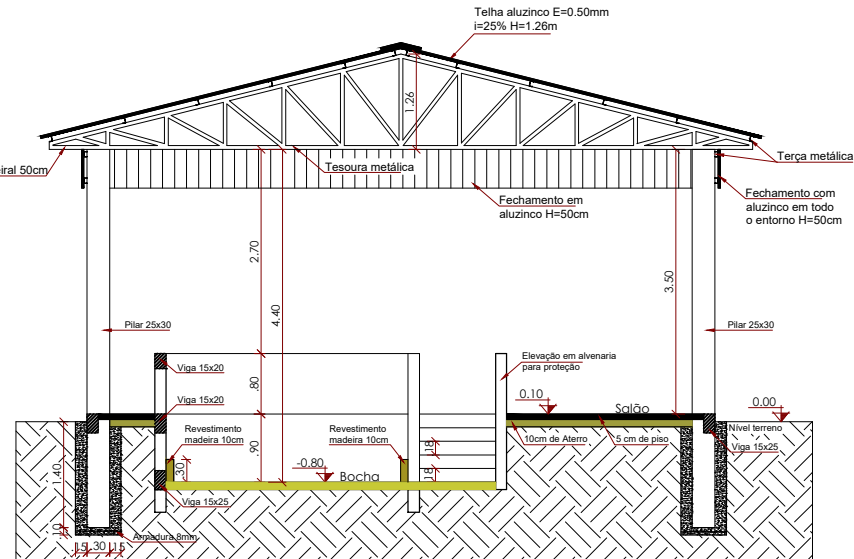 Telha aluzinco E=0.50mm
i=25% H=1.26m
1.26
Tesoura metálica
Terça metálica
iral 50cm
Fechamento em
aluzinco H=50cm
Fechamento com
aluzinco em todo
o entorno H=50cm
2.70
4.40
3.50
Pilar 25x30
Pilar 25x30
Elevação em alvenaria
para proteção
Viga 15x20
.80
Viga 15x20
0.10
Salão
0.00
Nível terreno
Viga 15x25
10cm de Aterro
5 cm de piso
Revestimento
madeira 10cm
Revestimento
madeira 10cm
.90
.30
-0.80
Bocha
.18
.18
Viga 15x25
1.40
.10
Armadura 8mm
.15
.30
.15